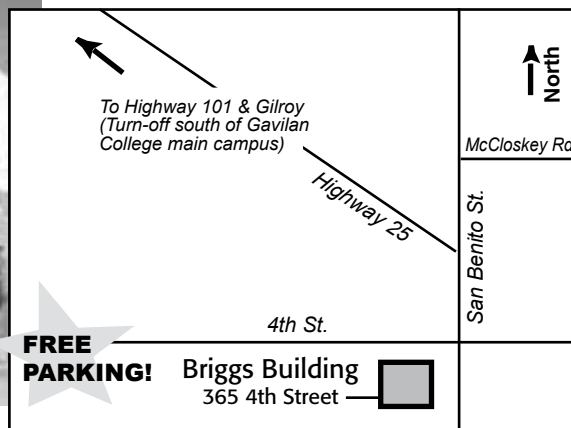 To Highway 101 & Gilroy
(Turn-off south of Gavilan
College main campus)
North
McCloskey Rd
Highway 25
San Benito St.
4th St.
FREE
PARKING!
Briggs Building
365 4th Street